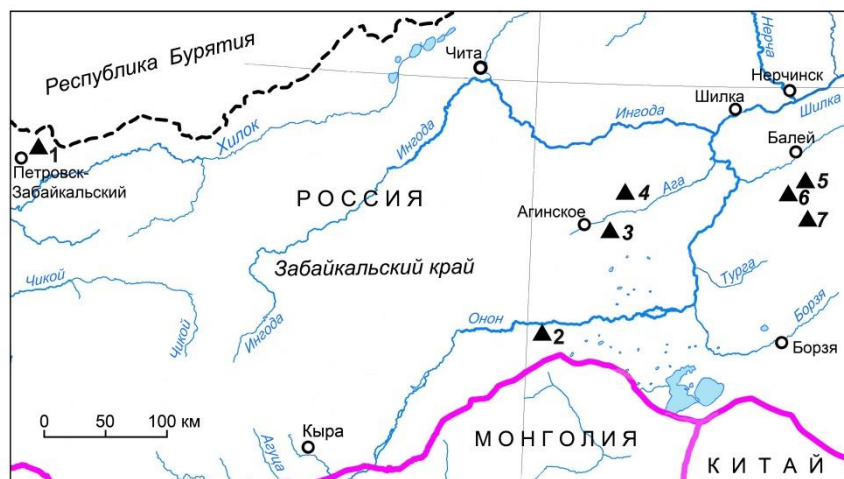 Республика Бурятия
Чита
Нерча
Нерчинск
Шилка
Шилка
Ингода
Ингода
Хилок
Балей
1
Петровск-
Забайкальский
РОССИЯ
4
Ага
5
6
Агинское
3
7
Забайкальский край
Чикой
Турга
Чикой
Ингода
Онон
2
Борзя
Борзя
0
50
100 км
Кыра
Агуца
МОНГОЛИЯ
КИТАЙ